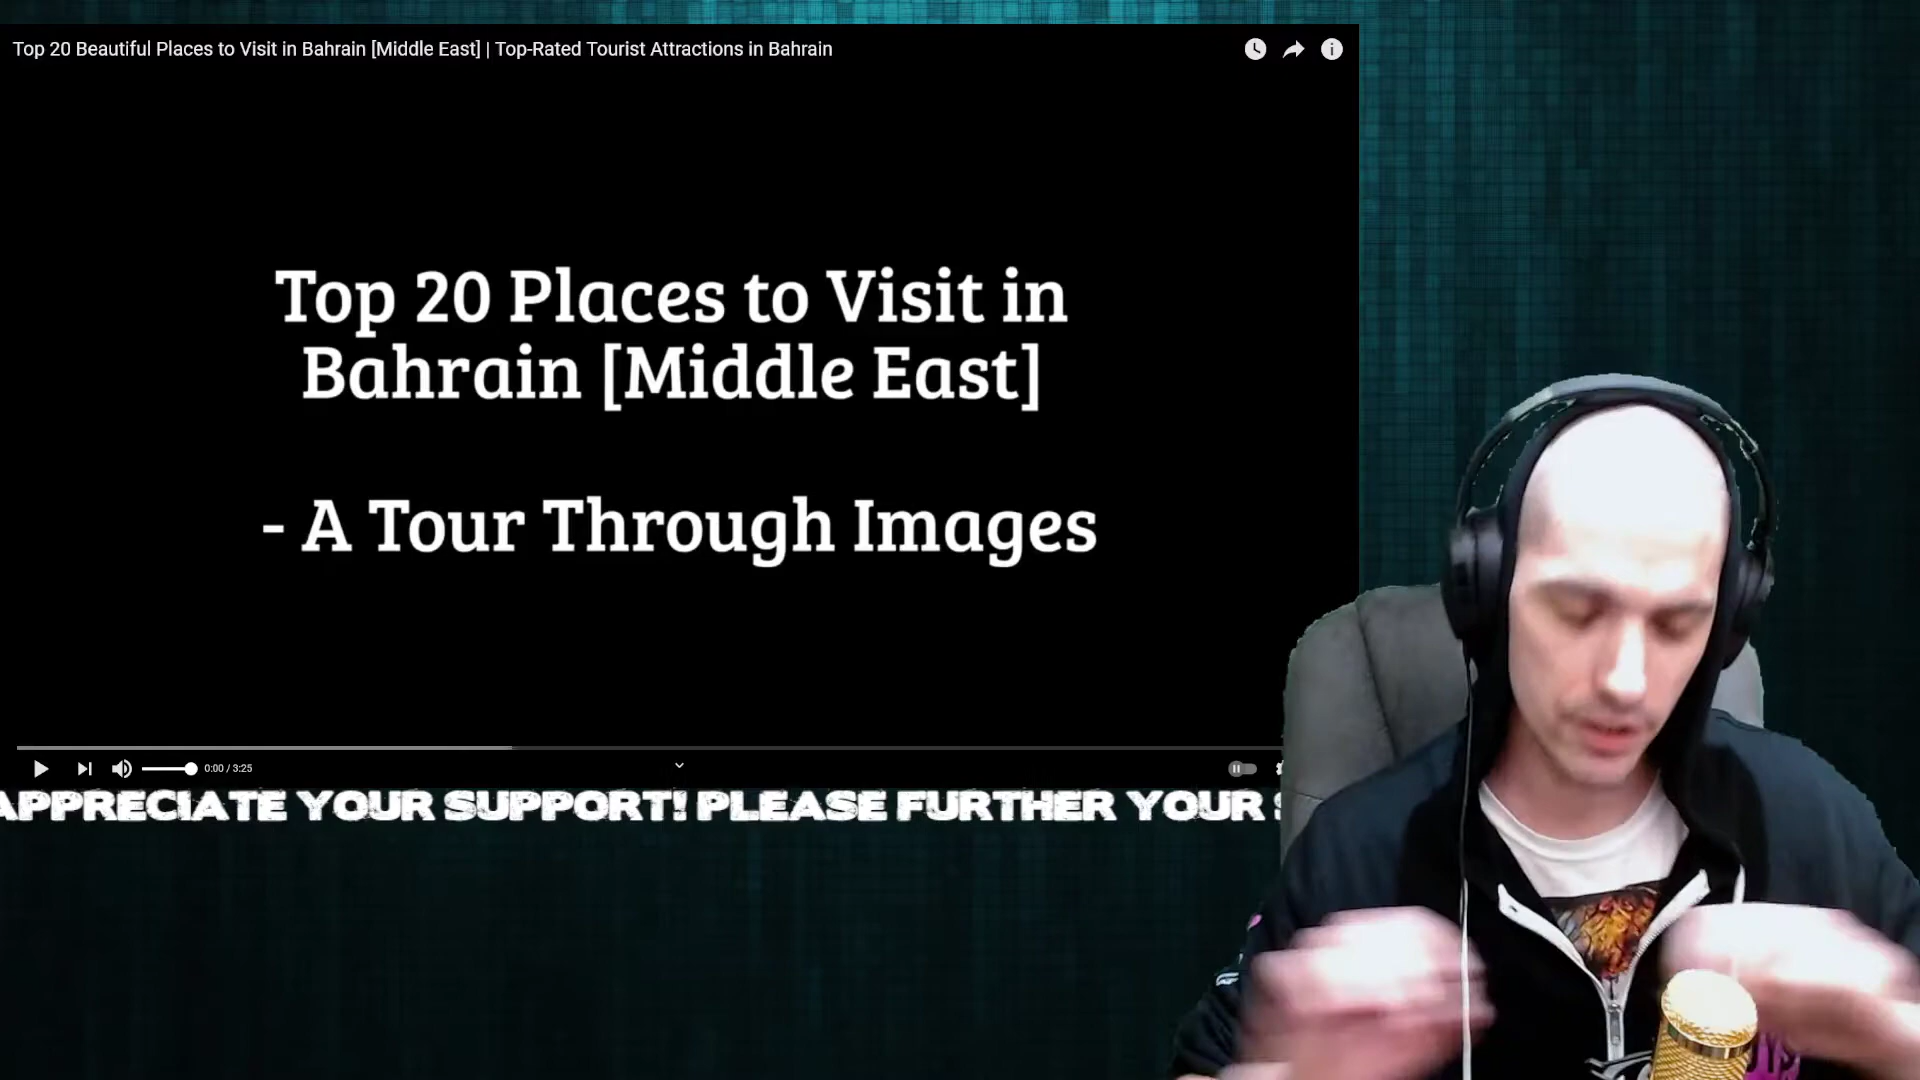 Top 20 Beautiful Places to Visit in Bahrain [Middle East] | Top-Rated Tourist Attractions in Bahrain
Top 20 Places to Visit in
Bahrain [Middle East]
- A Tour Through Images
0:00 / 3:25
APPRECIATE YOUR SUPPORT! PLEASE FURTHER YOUR